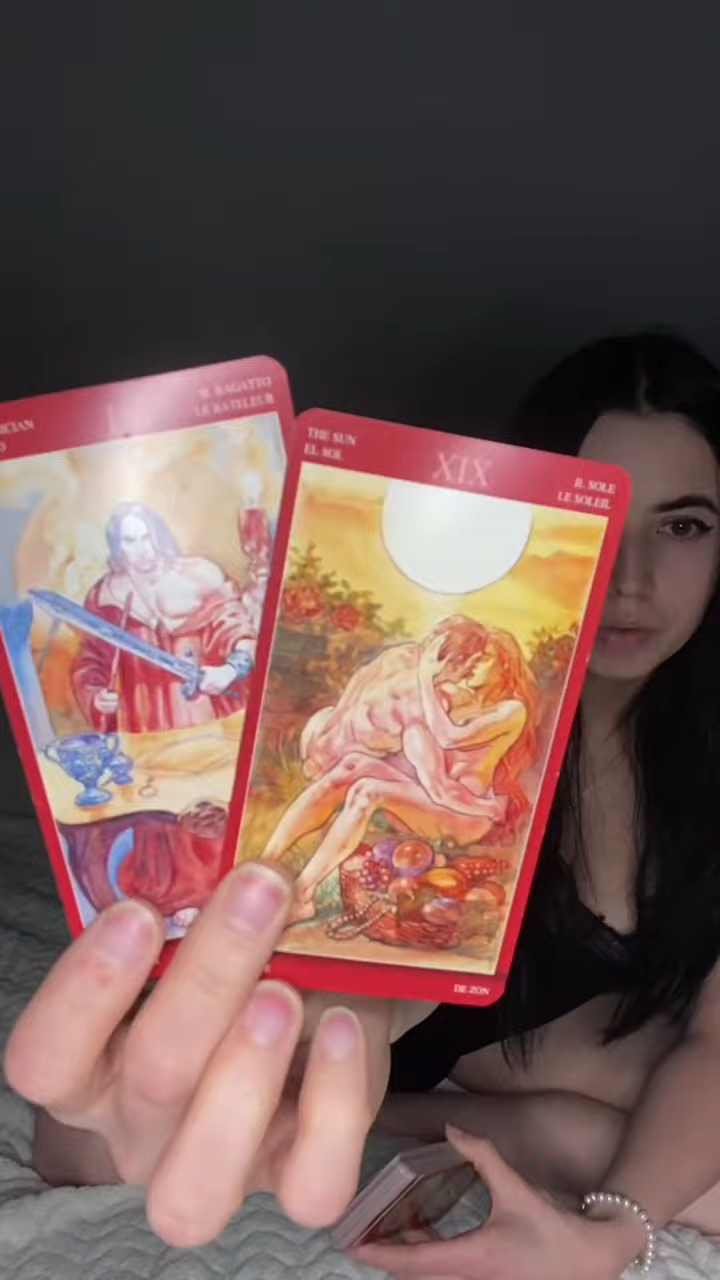 IL BAGATTO
LE BATELEUR
THE SUN
EL SOL
XIX
IL SOLE
LE SOLEIL
DE ZON